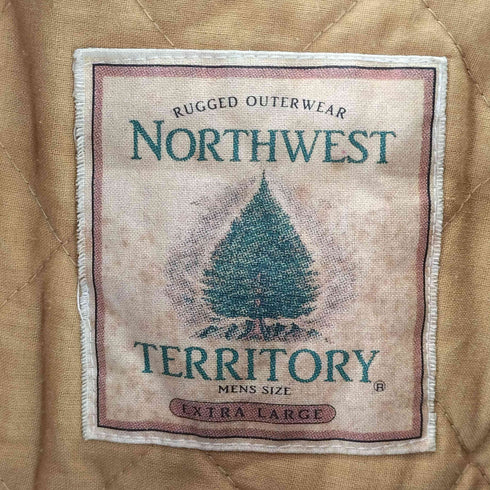 RUGGED OUTERWEAR
NORTHWEST
TERRITORY®
MENS SIZE
EXTRA LARGE